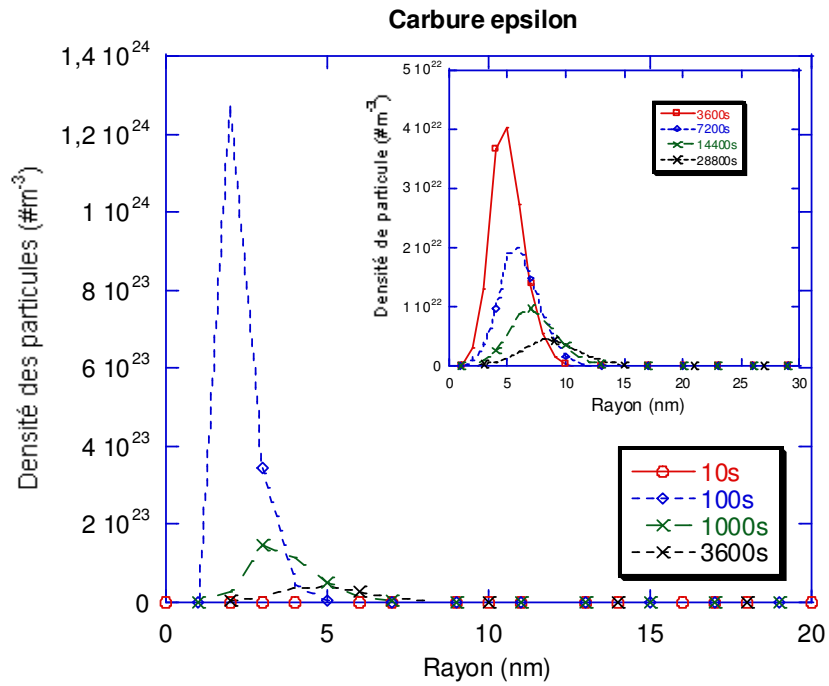 Carbure epsilon
Densité des particules (#m-3)
1,4 10^24
1,2 10^24
1 10^24
8 10^23
6 10^23
4 10^23
2 10^23
0
0 5 10 15 20
Rayon (nm)
10s
100s
1000s
3600s
Densité de particule (#m-3)
5 10^22
4 10^22
3 10^22
2 10^22
1 10^22
0
0 5 10 15 20 25 30
Rayon (nm)
3600s
7200s
14400s
28800s